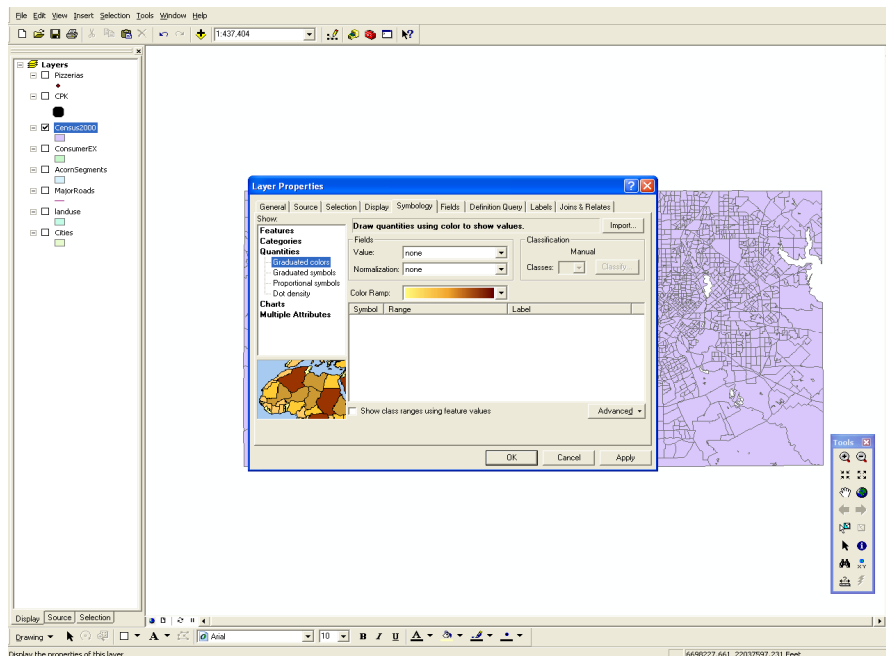 File Edit View Insert Selection Tools Window Help
1:437,404
Layers
Pizzerias
CPK
Census2000
ConsumerEX
AcornSegments
MajorRoads
landuse
Cities
Layer Properties
General Source Selection Display Symbology Fields Definition Query Labels Joins & Relates
Show:
Features
Categories
Quantities
Graduated colors
Graduated symbols
Proportional symbols
Dot density
Charts
Multiple Attributes
Draw quantities using color to show values.
Import...
Fields
Value: none
Normalization: none
Classification
Manual
Classes:
Classify...
Color Ramp:
Symbol Range Label
Show class ranges using feature values
Advanced
OK Cancel Apply
Tools
XY
Display Source Selection
Drawing A Arial 10 B I U A
Display the properties of this layer
6698227.661 22037597.231 Feet